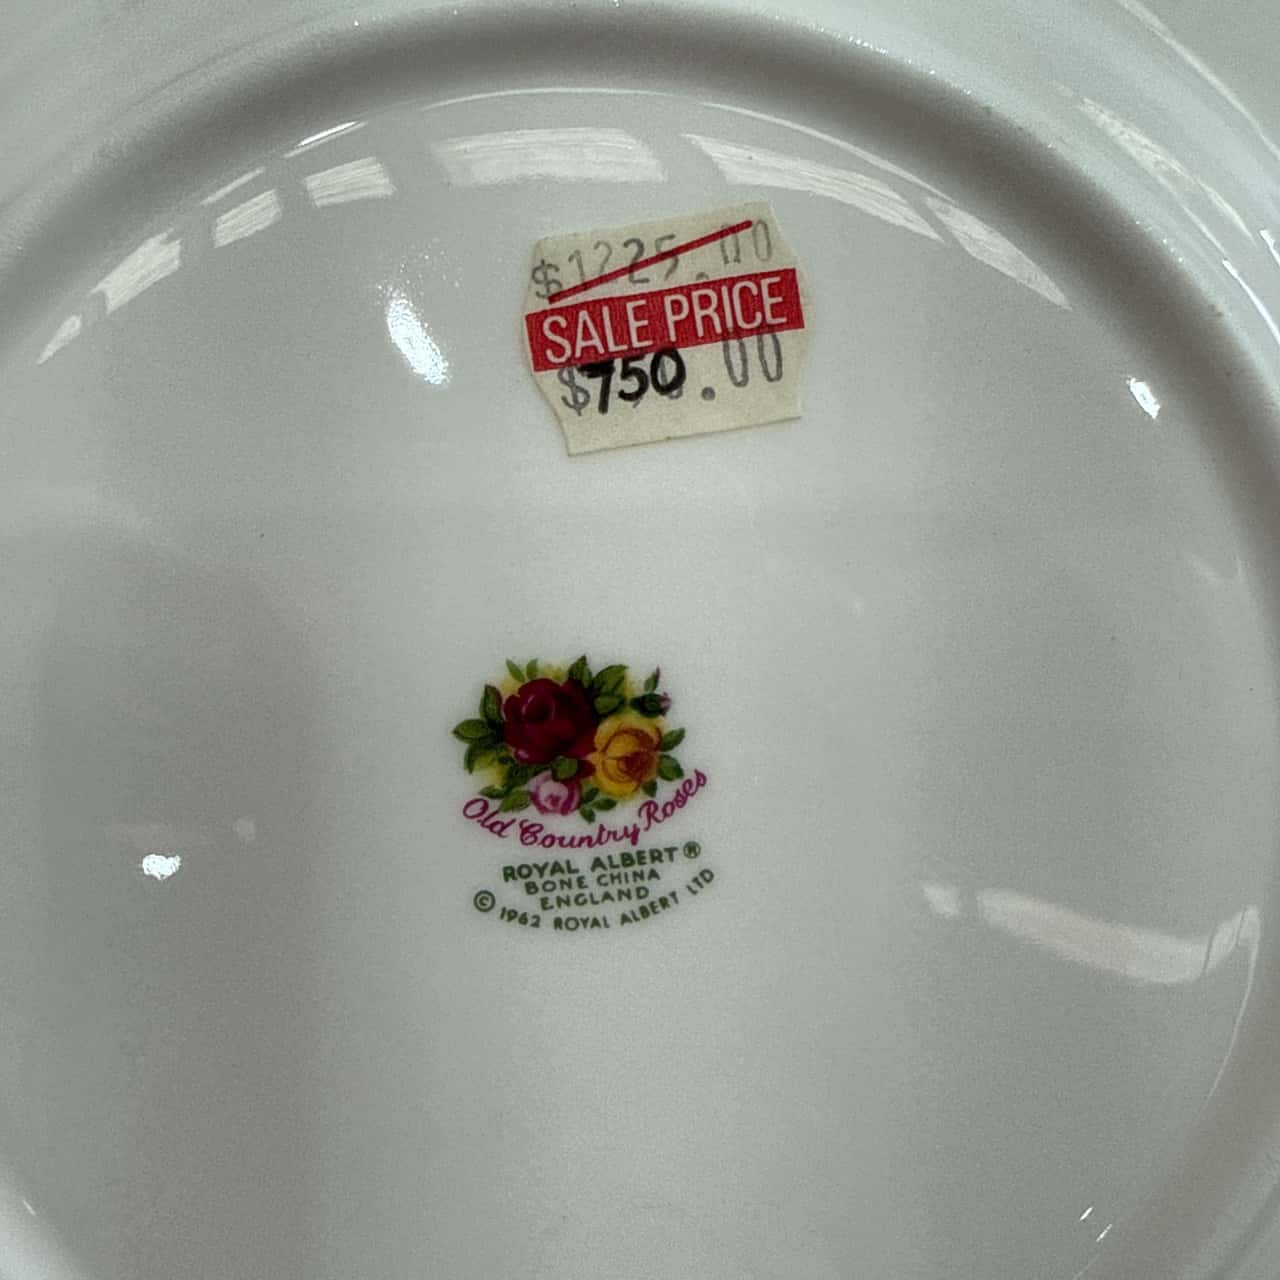 $1225.00
SALE PRICE
$750.00
Old Country Roses
ROYAL ALBERT®
BONE CHINA
ENGLAND
© 1962 ROYAL ALBERT LTD